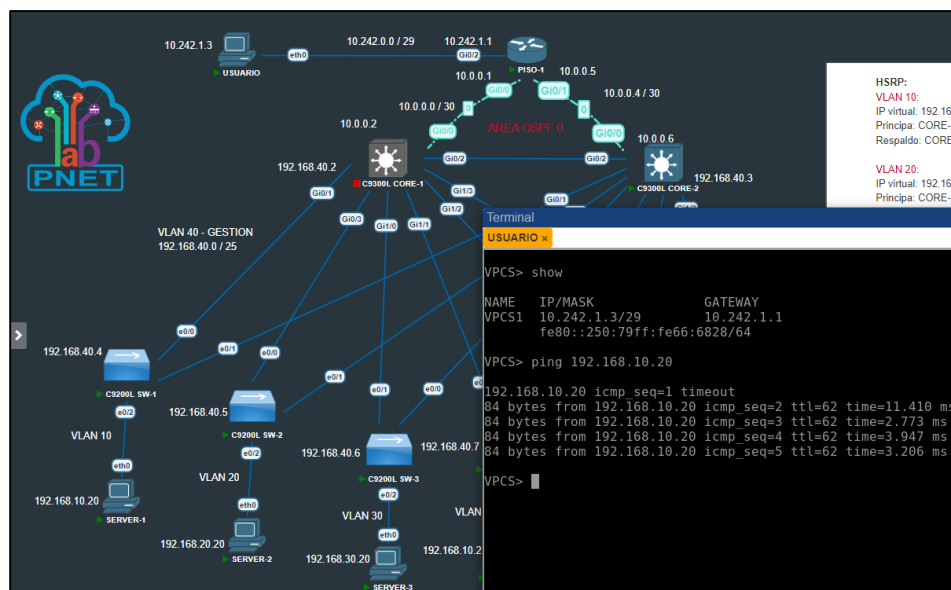 10.242.1.3
eth0
10.242.0.0 / 29
10.242.1.1
Gi0/2
USUARIO
PISO-1
10.0.0.1
10.0.0.5
Gi0/0
Gi0/1
10.0.0.0 / 30
0
0
10.0.0.4 / 30
AREA OSPF 0
Gi0/0
Gi0/0
10.0.0.2
10.0.0.6
lab
PNET
192.168.40.2
Gi0/2
Gi0/2
C9300L CORE-1
C9300L CORE-2
192.168.40.3
Gi0/1
Gi0/3
Gi1/0
Gi1/1
Gi1/2
Gi1/3
VLAN 40 - GESTION
192.168.40.0 / 25
HSRP:
VLAN 10:
IP virtual: 192.16
Principa: CORE-
Respaldo: CORE
VLAN 20:
IP virtual: 192.16
Principa: CORE-
e0/0
192.168.40.4
e0/1
e0/0
C9200L SW-1
e0/2
VLAN 10
eth0
192.168.10.20
SERVER-1
192.168.40.5
e0/1
C9200L SW-2
e0/2
VLAN 20
eth0
192.168.20.20
SERVER-2
e0/1
e0/0
192.168.40.6
192.168.40.7
C9200L SW-3
e0/2
VLAN 30
VLAN
eth0
192.168.30.20
192.168.10.2
SERVER-3
Terminal
USUARIO ×
VPCS> show
NAME IP/MASK GATEWAY
VPCS1 10.242.1.3/29 10.242.1.1
fe80::250:79ff:fe66:6828/64
VPCS> ping 192.168.10.20
192.168.10.20 icmp_seq=1 timeout
84 bytes from 192.168.10.20 icmp_seq=2 ttl=62 time=11.410 ms
84 bytes from 192.168.10.20 icmp_seq=3 ttl=62 time=2.773 ms
84 bytes from 192.168.10.20 icmp_seq=4 ttl=62 time=3.947 ms
84 bytes from 192.168.10.20 icmp_seq=5 ttl=62 time=3.206 ms
VPCS>